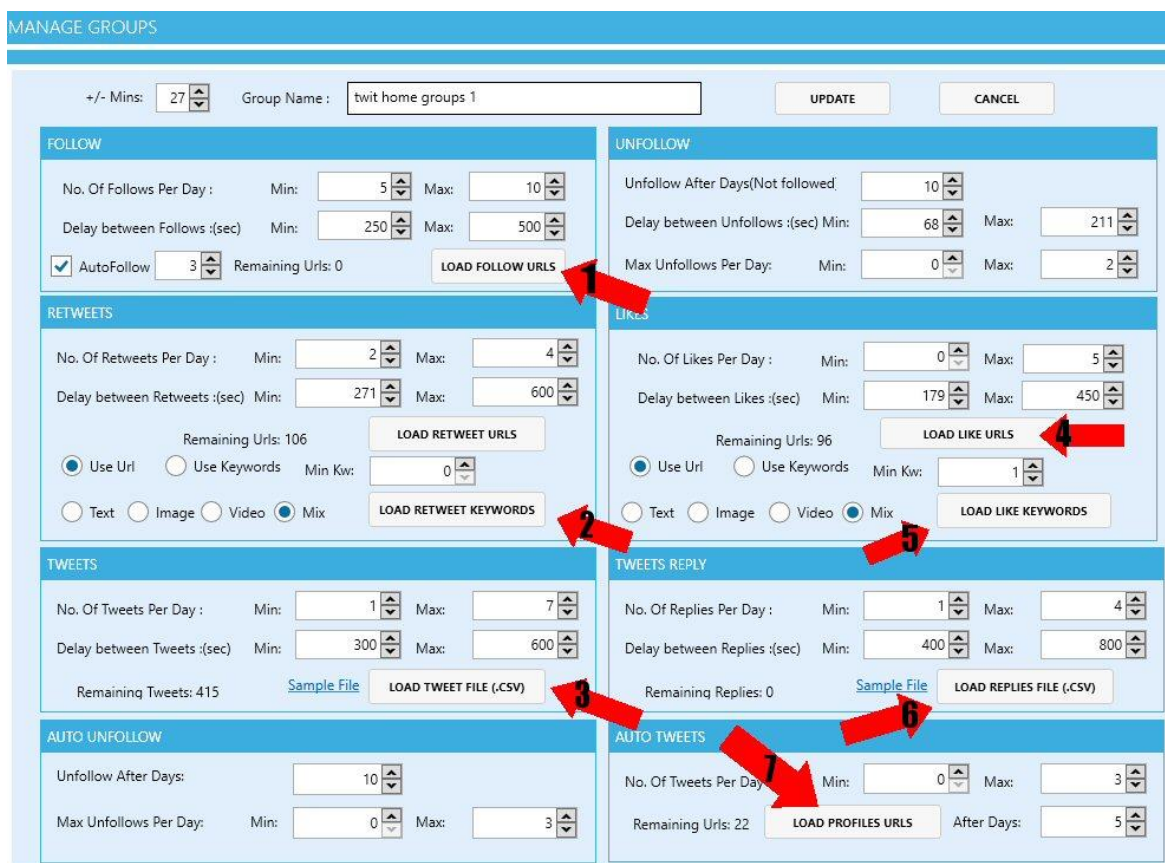 MANAGE GROUPS
+/- Mins: 27 Group Name : twit home groups 1 UPDATE CANCEL
FOLLOW
No. Of Follows Per Day : Min: 5 Max: 10
Delay between Follows :(sec) Min: 250 Max: 500
AutoFollow 3 Remaining Urls: 0 LOAD FOLLOW URLS
1
UNFOLLOW
Unfollow After Days(Not followed) 10
Delay between Unfollows :(sec) Min: 68 Max: 211
Max Unfollows Per Day: Min: 0 Max: 2
RETWEETS
No. Of Retweets Per Day : Min: 2 Max: 4
Delay between Retweets :(sec) Min: 271 Max: 600
Remaining Urls: 106 LOAD RETWEET URLS
Use Url Use Keywords Min Kw: 0
Text Image Video Mix LOAD RETWEET KEYWORDS
2
LIKES
No. Of Likes Per Day : Min: 0 Max: 5
Delay between Likes :(sec) Min: 179 Max: 450
Remaining Urls: 96 LOAD LIKE URLS
4
Use Url Use Keywords Min Kw: 1
Text Image Video Mix LOAD LIKE KEYWORDS
5
TWEETS
No. Of Tweets Per Day : Min: 1 Max: 7
Delay between Tweets :(sec) Min: 300 Max: 600
Remaining Tweets: 415 Sample File LOAD TWEET FILE (.CSV)
3
TWEETS REPLY
No. Of Replies Per Day : Min: 1 Max: 4
Delay between Replies :(sec) Min: 400 Max: 800
Remaining Replies: 0 Sample File LOAD REPLIES FILE (.CSV)
6
AUTO UNFOLLOW
Unfollow After Days: 10
Max Unfollows Per Day: Min: 0 Max: 3
AUTO TWEETS
7
No. Of Tweets Per Day Min: 0 Max: 3
Remaining Urls: 22 LOAD PROFILES URLS After Days: 5